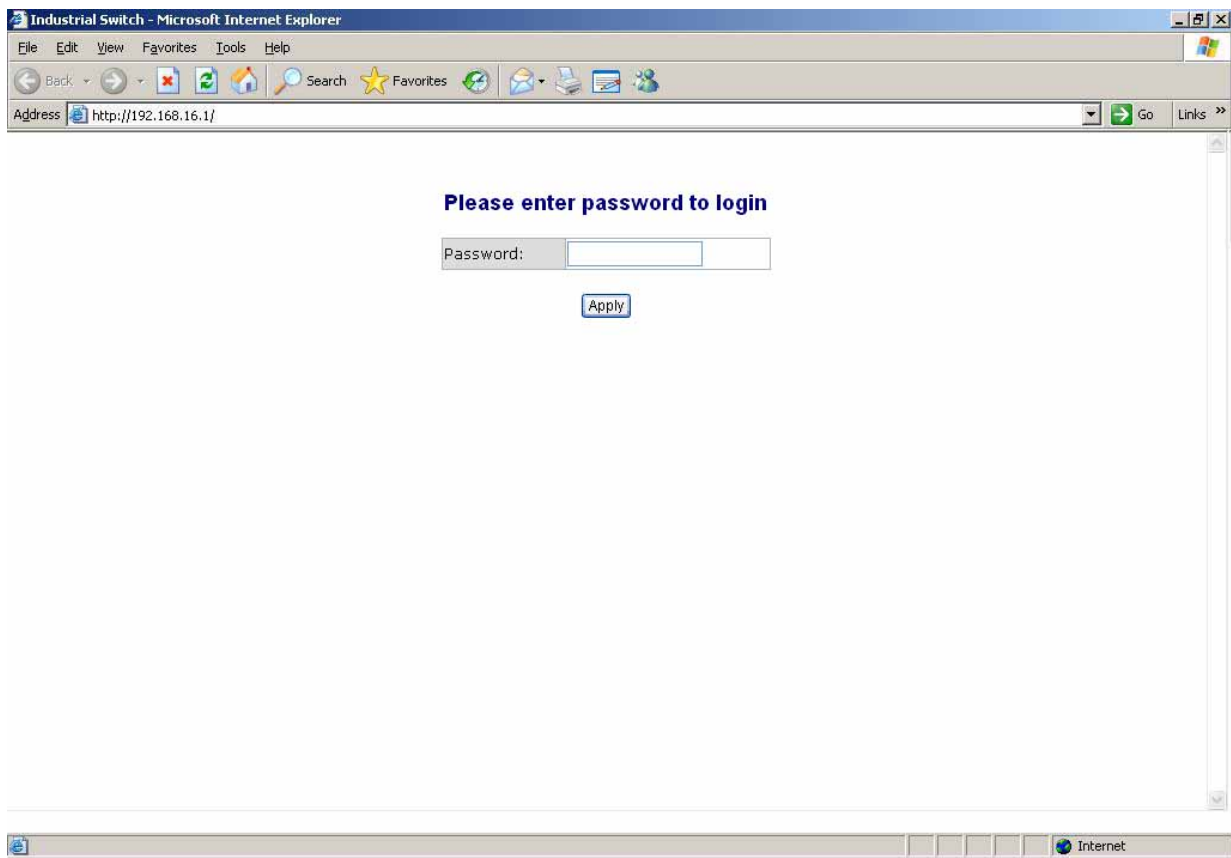 Industrial Switch - Microsoft Internet Explorer
File Edit View Favorites Tools Help
Back Search Favorites
Address http://192.168.16.1/ Go Links »
Please enter password to login
Password:
Apply
Internet